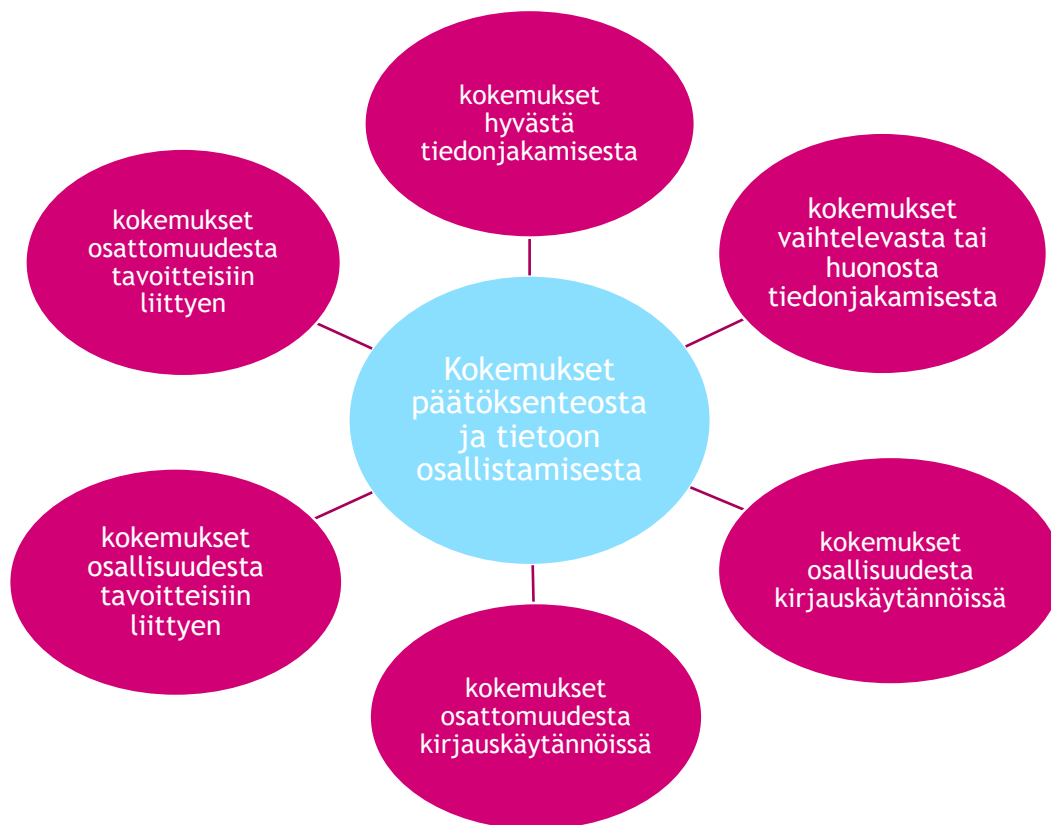 kokemukset
hyvästä
tiedonjakamisesta
kokemukset
vaihtelevasta tai
huonosta
tiedonjakamisesta
kokemukset
osallisuudesta
kirjauskäytännöissä
kokemukset
osattomuudesta
kirjauskäytännöissä
kokemukset
osallisuudesta
tavoitteisiin
liittyen
kokemukset
osattomuudesta
tavoitteisiin
liittyen
Kokemukset
päätöksenteosta
ja tietoon
osallistamisesta